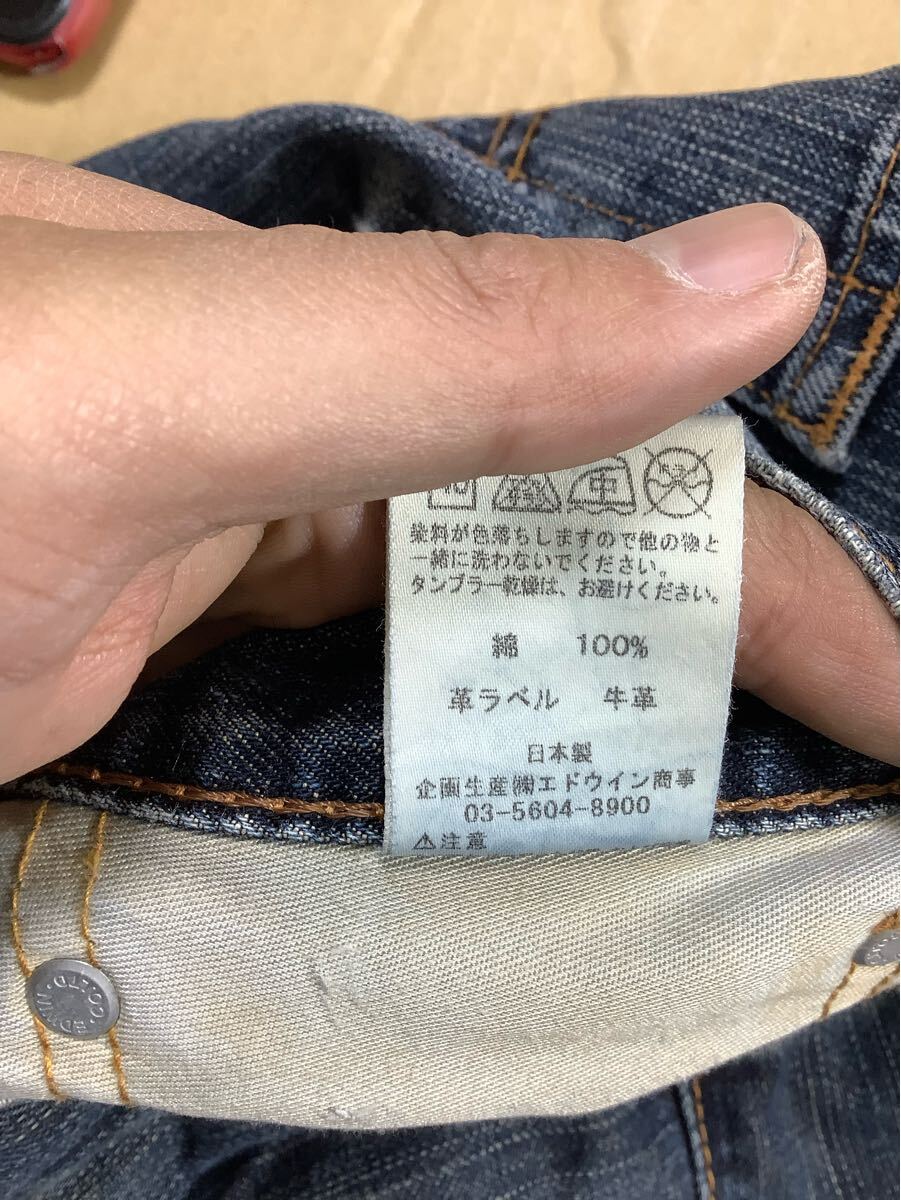 中
染料が色落ちしますので他の物と
一緒に洗わないでください。
タンブラー乾燥は、お避けください。
綿 100%
革ラベル 牛革
日本製
企画生産㈱エドウイン商事
03-5604-8900
⚠注意
CO.LTD.